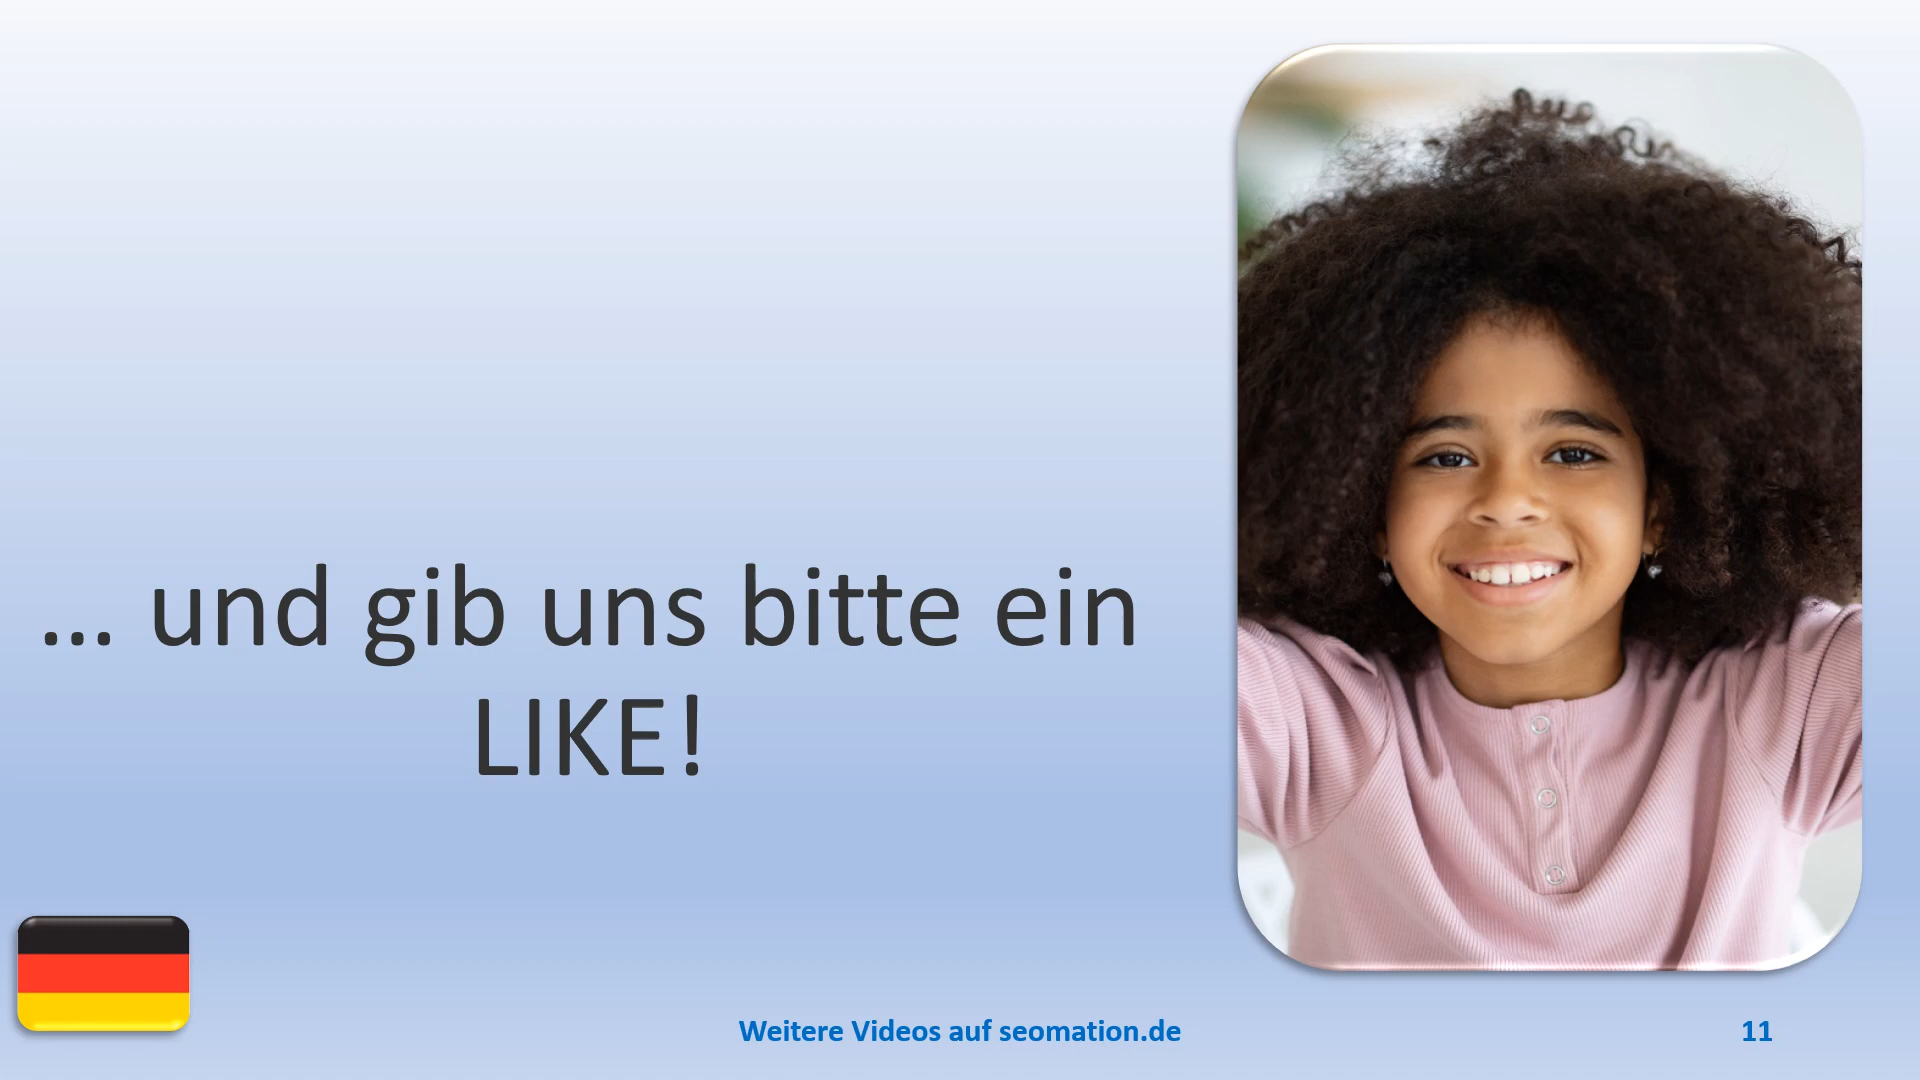 ... und gib uns bitte ein
LIKE!
Weitere Videos auf seomation.de
11